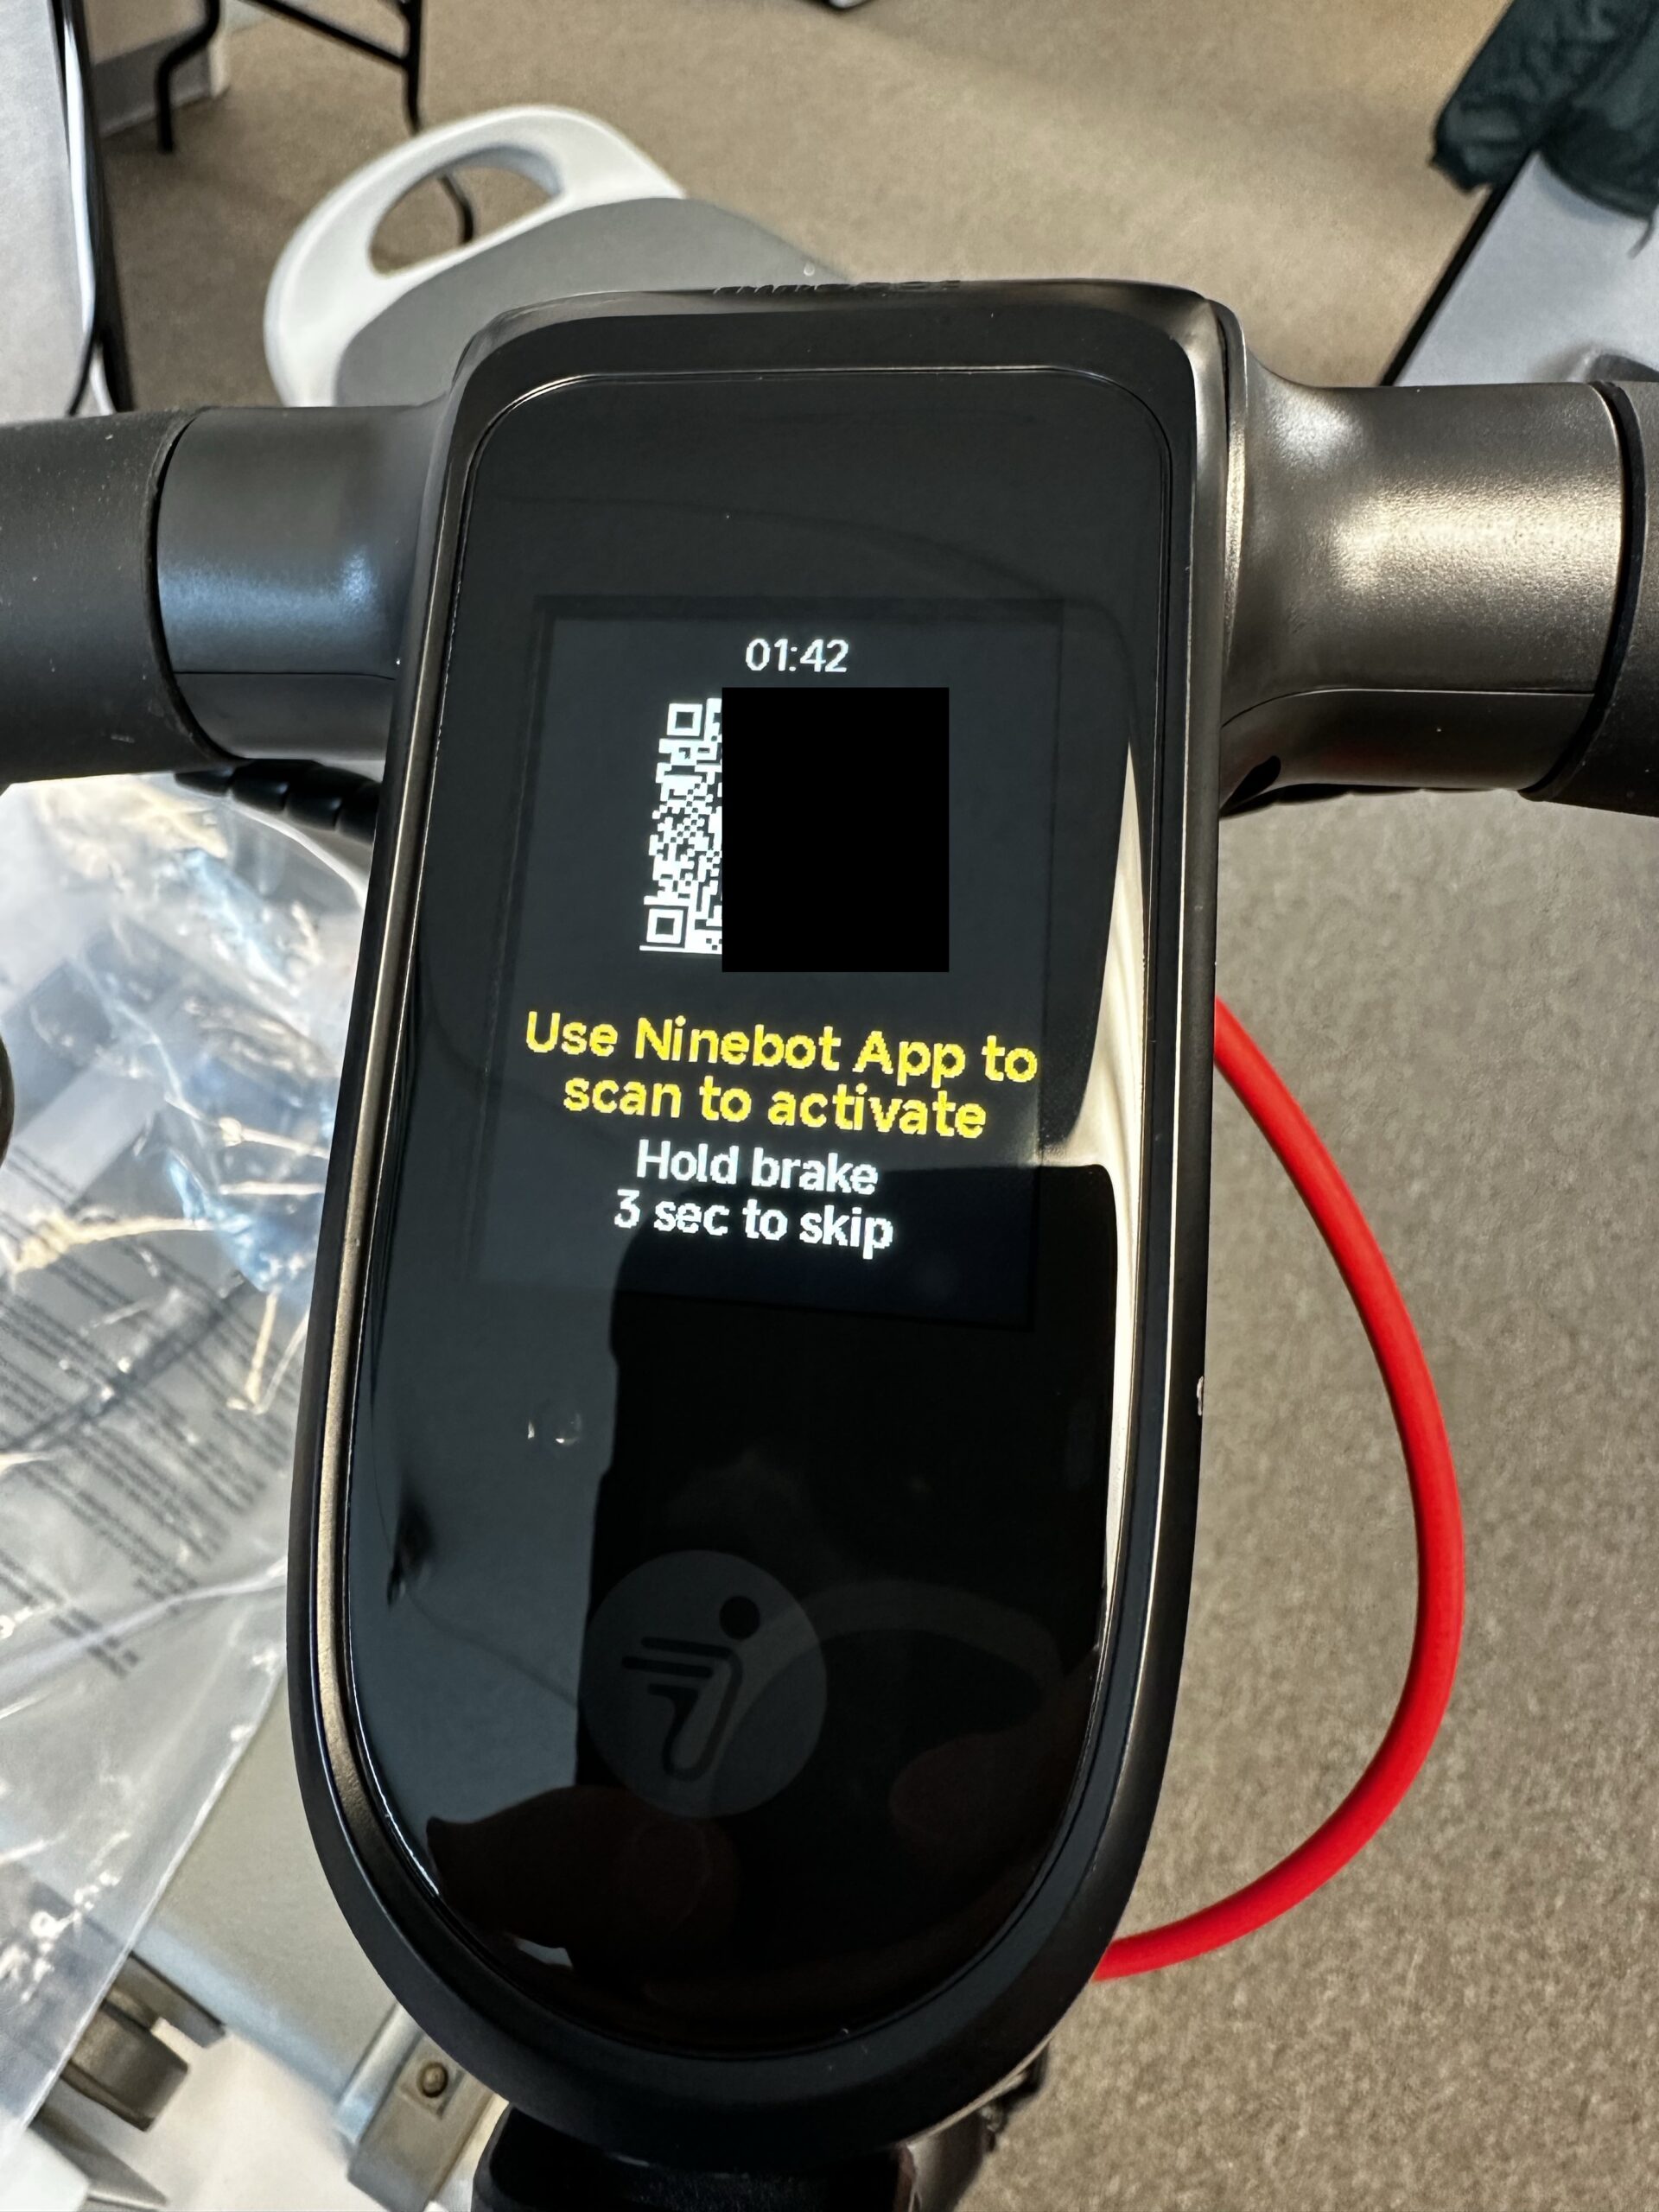 01:42
Use Ninebot App to
scan to activate
Hold brake
3 sec to skip